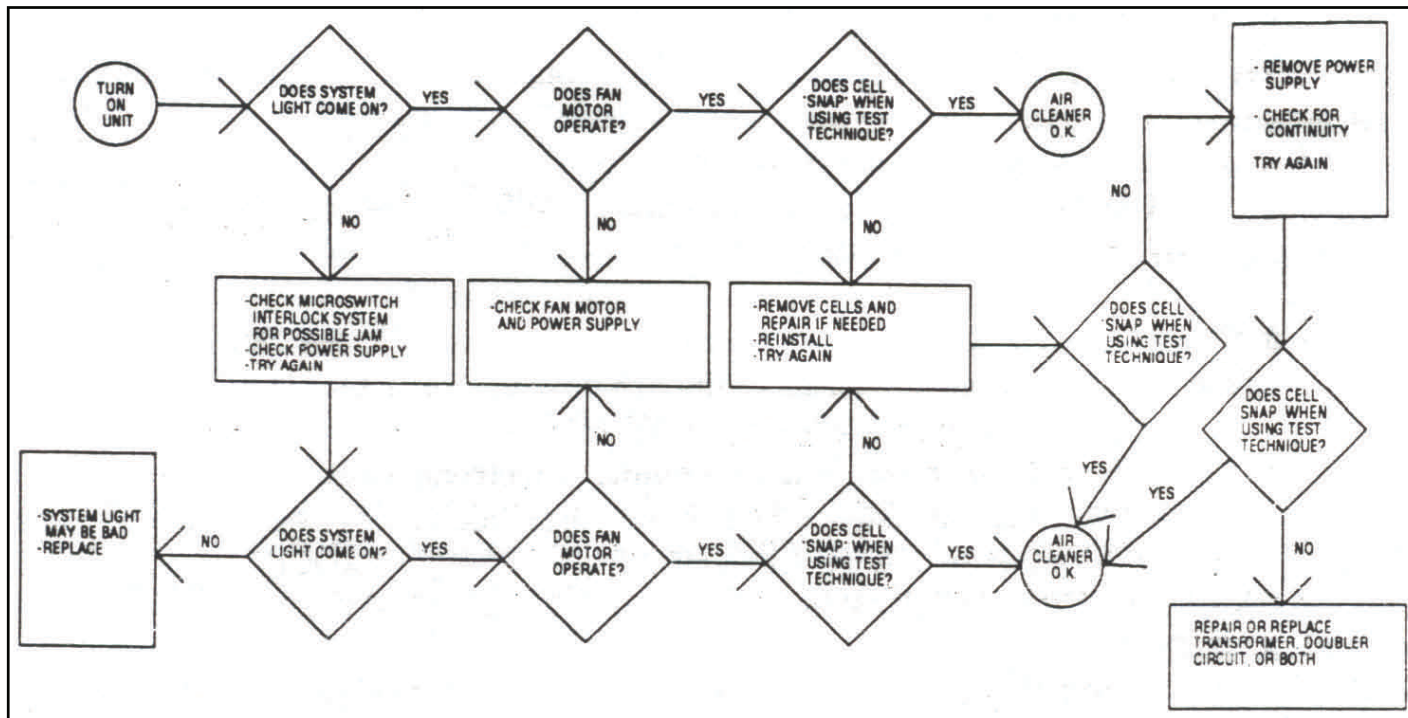 TURN
ON
UNIT
DOES SYSTEM
LIGHT COME ON?
YES
DOES FAN
MOTOR
OPERATE?
YES
DOES CELL
"SNAP" WHEN
USING TEST
TECHNIQUE?
YES
AIR
CLEANER
O.K.
- REMOVE POWER
SUPPLY
- CHECK FOR
CONTINUITY
TRY AGAIN
NO
NO
NO
NO
-CHECK MICROSWITCH
INTERLOCK SYSTEM
FOR POSSIBLE JAM
-CHECK POWER SUPPLY
-TRY AGAIN
- CHECK FAN MOTOR
AND POWER SUPPLY
- REMOVE CELLS AND
REPAIR IF NEEDED
-REINSTALL
-TRY AGAIN
DOES CELL
"SNAP" WHEN
USING TEST
TECHNIQUE?
DOES CELL
SNAP WHEN
USING TEST
TECHNIQUE?
NO
NO
YES
YES
-SYSTEM LIGHT
MAY BE BAD
-REPLACE
NO
DOES SYSTEM
LIGHT COME ON?
YES
DOES FAN
MOTOR
OPERATE?
YES
DOES CELL
"SNAP" WHEN
USING TEST
TECHNIQUE?
YES
AIR
CLEANER
O.K.
NO
REPAIR OR REPLACE
TRANSFORMER, DOUBLER
CIRCUIT, OR BOTH